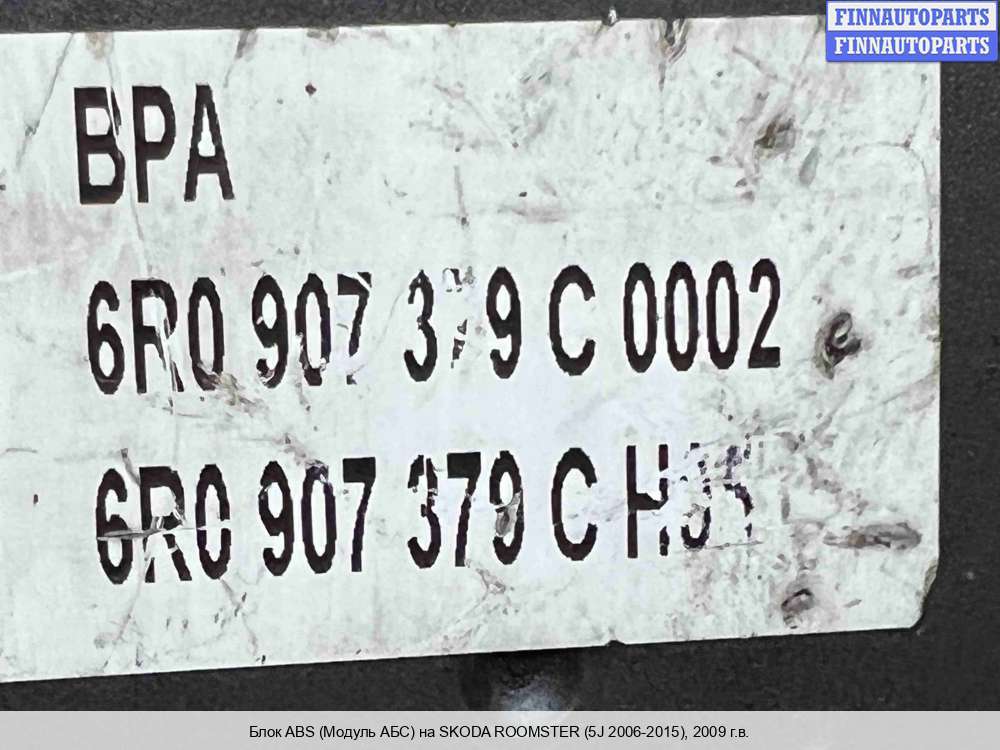 FINNAUTOPARTS
FINNAUTOPARTS
BPA
6R0 907 379 C 0002
6R0 907 379 C
Блок ABS (Модуль АБС) на SKODA ROOMSTER (5J 2006-2015), 2009 г.в.